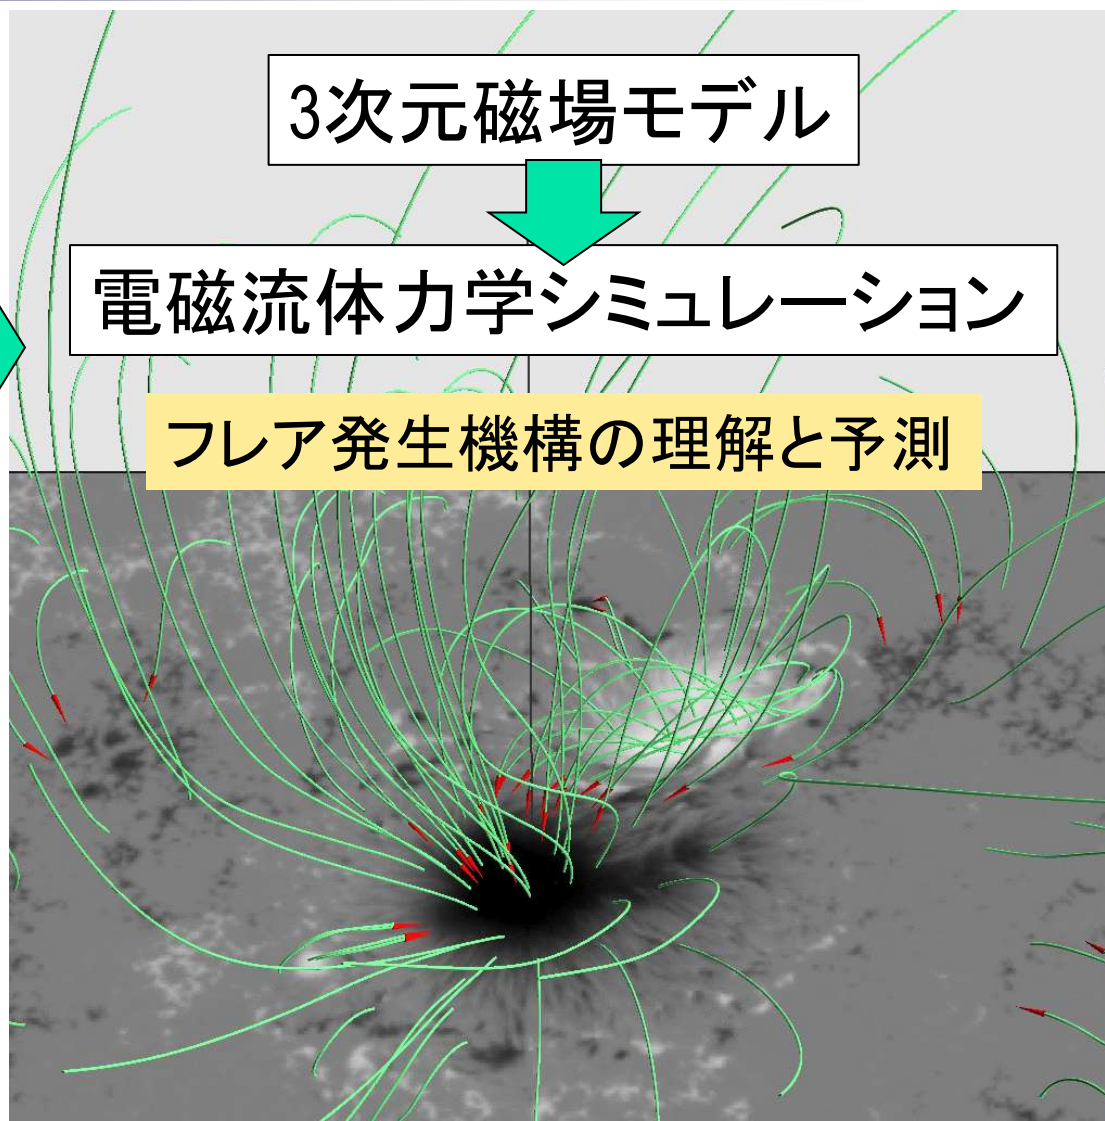 3次元磁場モデル
電磁流体力学シミュレーション
フレア発生機構の理解と予測